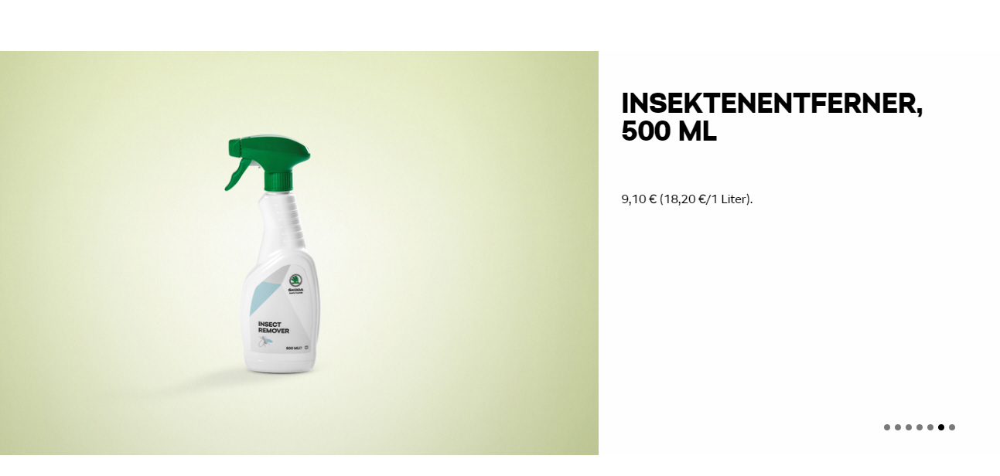 INSEKTENENTFERNER,
500 ML
9,10 € (18,20 €/1 Liter).
ŠKODA
INSECT
REMOVER
500 ML